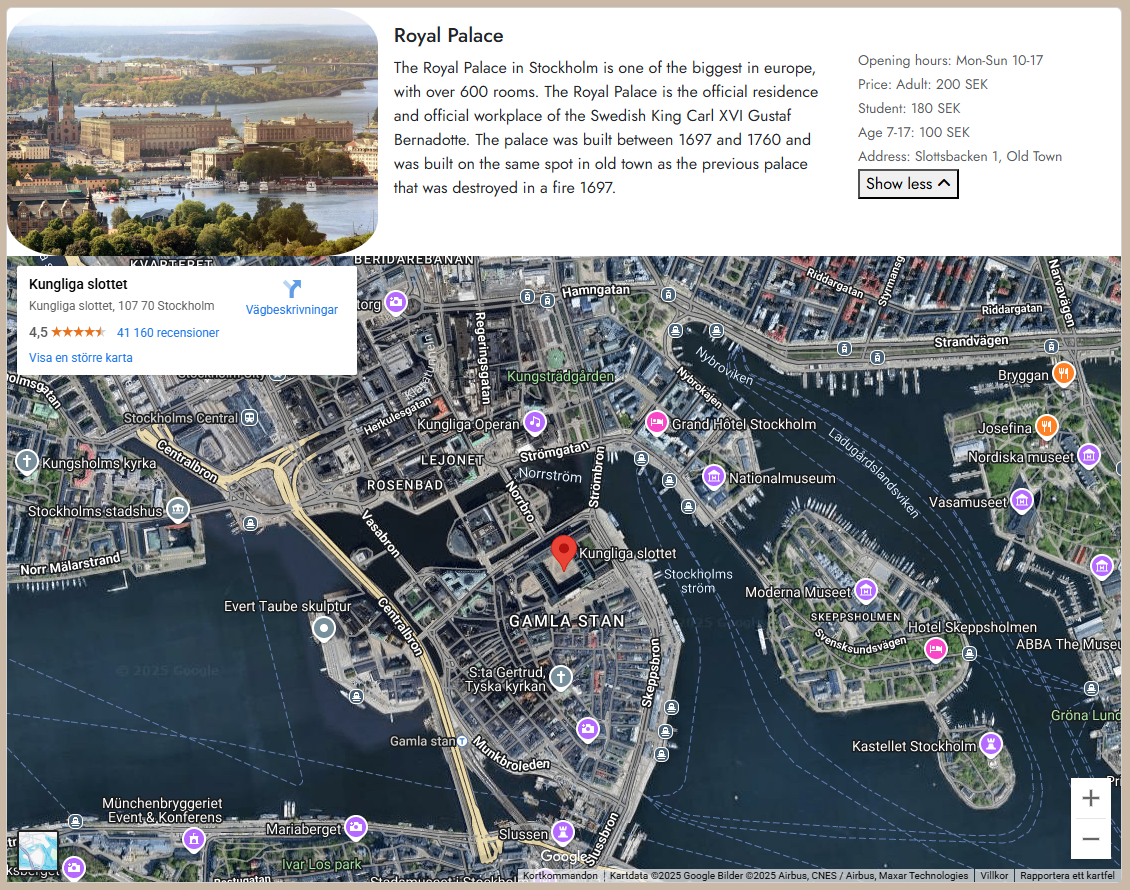 Royal Palace
The Royal Palace in Stockholm is one of the biggest in europe,
with over 600 rooms. The Royal Palace is the official residence
and official workplace of the Swedish King Carl XVI Gustaf
Bernadotte. The palace was built between 1697 and 1760 and
was built on the same spot in old town as the previous palace
that was destroyed in a fire 1697.
Opening hours: Mon-Sun 10-17
Price: Adult: 200 SEK
Student: 180 SEK
Age 7-17: 100 SEK
Address: Slottsbacken 1, Old Town
Show less
Kungliga slottet
Kungliga slottet, 107 70 Stockholm
4,5
41 160 recensioner
Visa en större karta
Vägbeskrivningar
KVARTERET
BERIDAREBANAN
torg
Hamngatan
Regeringsgatan
Riddargatan
Riddargatan
Narvavägen
Strandvägen
Nybroviken
Nybrokajen
Bryggan
Kungsträdgården
Stockholms Central
Herkulesgatan
Kungliga Operan
Grand Hôtel Stockholm
Josefina
Ladugårdslandsviken
Nordiska museet
Kungsholms kyrka
Centralbron
LEJONET
Strömgatan
Norrström
Strömbron
Nationalmuseum
ROSENBAD
Norrbro
Vasamuseet
Stockholms stadshus
Vasabron
Norr Mälarstrand
Kungliga slottet
Stockholms
ström
Moderna Museet
SKEPPSHOLMEN
Svensksundsvägen
Hotel Skeppsholmen
ABBA The Museu
Evert Taube skulptur
Centralbron
GAMLA STAN
© 2025 Google
S:ta Gertrud,
Tyska kyrkan
Skeppsbron
Gröna Lund
Gamla stan
Munkbroleden
Kastellet Stockholm
Münchenbryggeriet
Event & Konferens
Mariaberget
Slussen
Slussbron
Ivar Los park
Google
Kortkommandon
Kartdata ©2025 Google Bilder ©2025 Airbus, CNES / Airbus, Maxar Technologies
Villkor
Rapportera ett kartfel